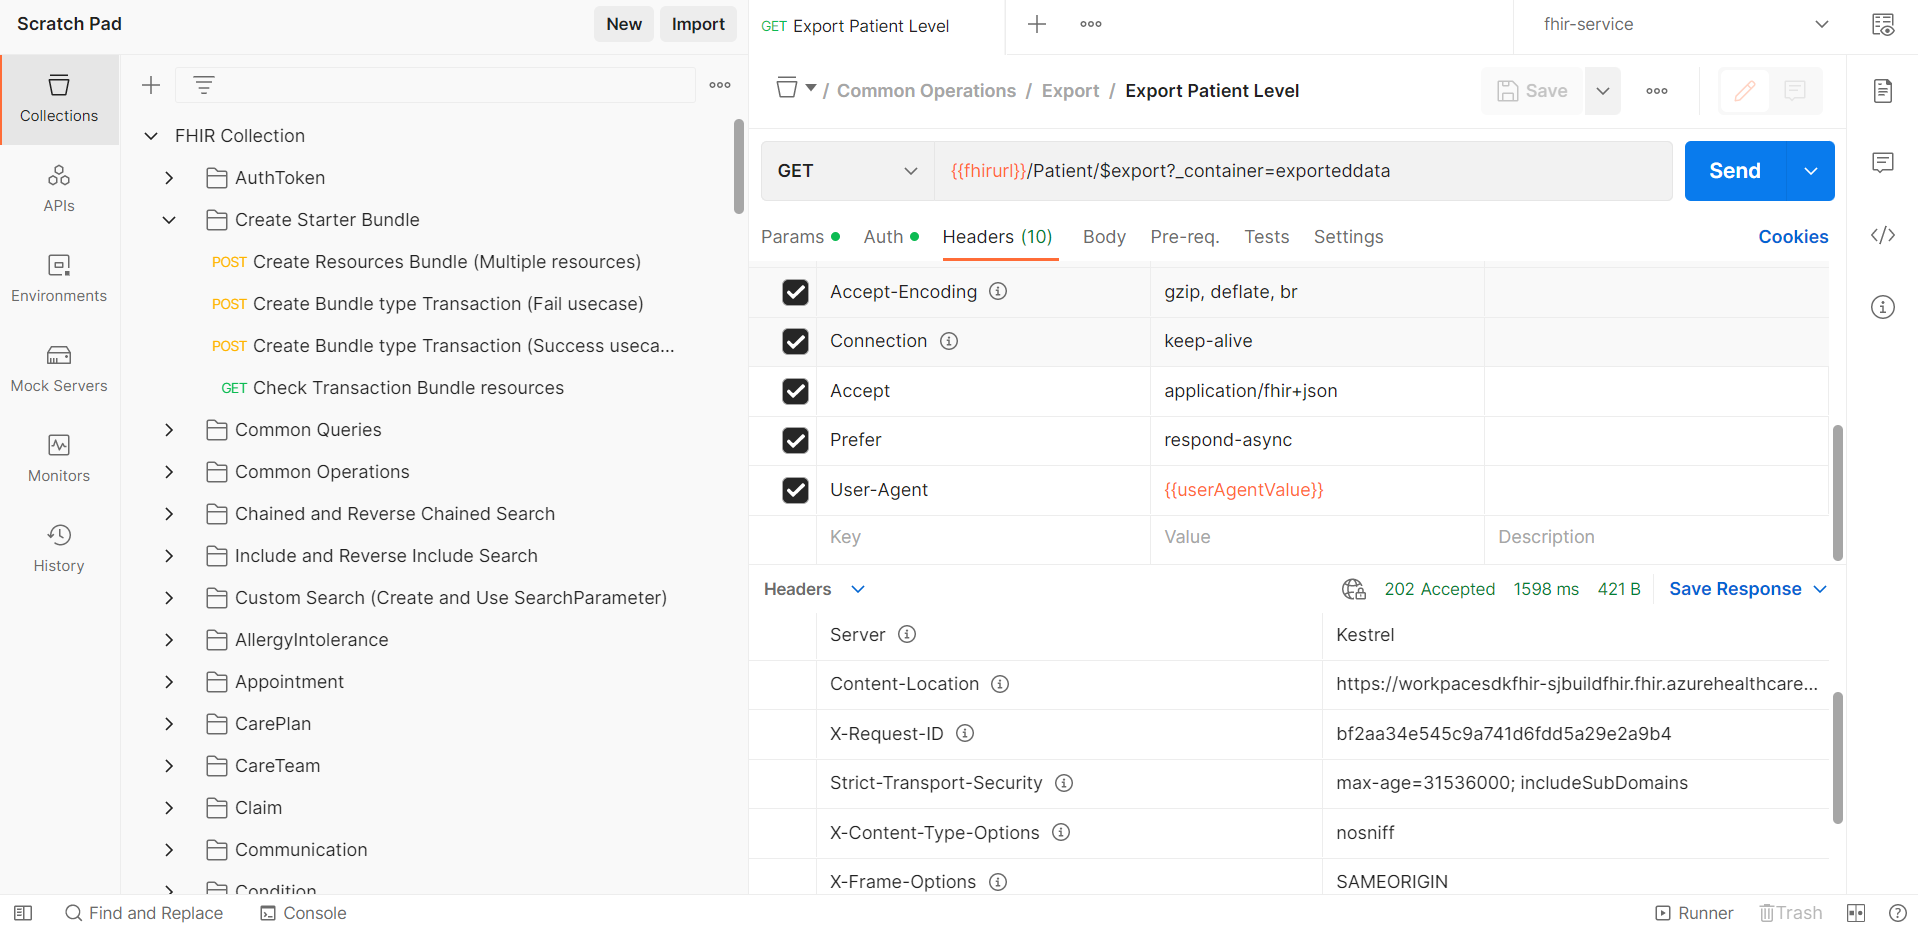 Scratch Pad
New
Import
GET Export Patient Level
fhir-service
Collections
APIs
Environments
Mock Servers
Monitors
History
FHIR Collection
AuthToken
Create Starter Bundle
POST Create Resources Bundle (Multiple resources)
POST Create Bundle type Transaction (Fail usecase)
POST Create Bundle type Transaction (Success useca...
GET Check Transaction Bundle resources
Common Queries
Common Operations
Chained and Reverse Chained Search
Include and Reverse Include Search
Custom Search (Create and Use SearchParameter)
AllergyIntolerance
Appointment
CarePlan
CareTeam
Claim
Communication
Condition
/ Common Operations / Export / Export Patient Level
Save
GET
{{fhirurl}}/Patient/$export?_container=exporteddata
Send
Params
Auth
Headers (10)
Body
Pre-req.
Tests
Settings
Cookies
Accept-Encoding gzip, deflate, br
Connection keep-alive
Accept application/fhir+json
Prefer respond-async
User-Agent {{userAgentValue}}
Key Value Description
Headers
202 Accepted 1598 ms 421 B
Save Response
Server Kestrel
Content-Location https://workpacesdkfhir-sjbuildfhir.fhir.azurehealthcare...
X-Request-ID bf2aa34e545c9a741d6fdd5a29e2a9b4
Strict-Transport-Security max-age=31536000; includeSubDomains
X-Content-Type-Options nosniff
X-Frame-Options SAMEORIGIN
Find and Replace
Console
Runner
Trash